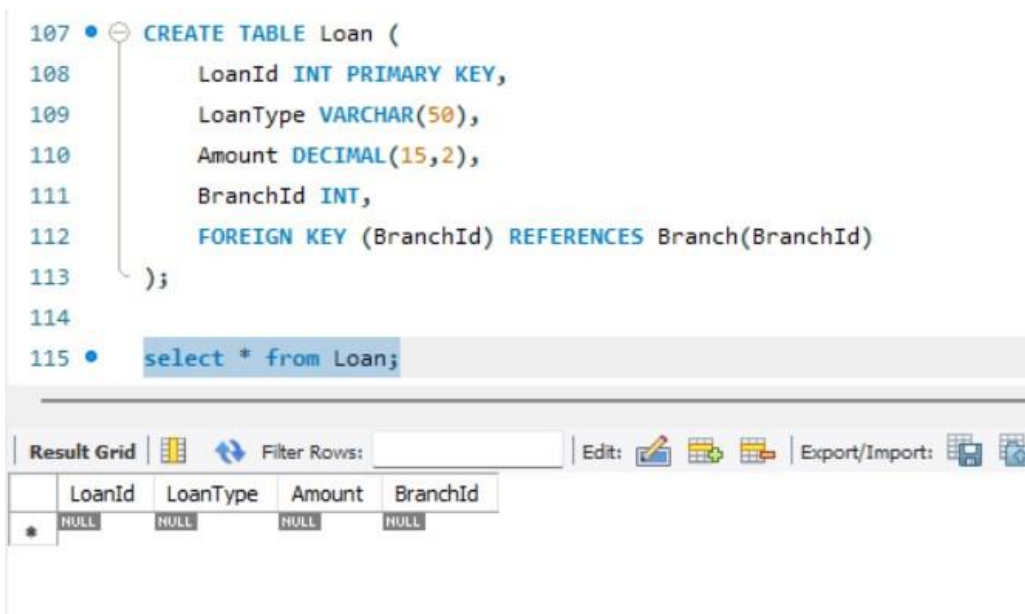 107 CREATE TABLE Loan (
108 LoanId INT PRIMARY KEY,
109 LoanType VARCHAR(50),
110 Amount DECIMAL(15,2),
111 BranchId INT,
112 FOREIGN KEY (BranchId) REFERENCES Branch(BranchId)
113 );
114
115 select * from Loan;
Result Grid Filter Rows: Edit: Export/Import:
LoanId LoanType Amount BranchId
* NULL NULL NULL NULL